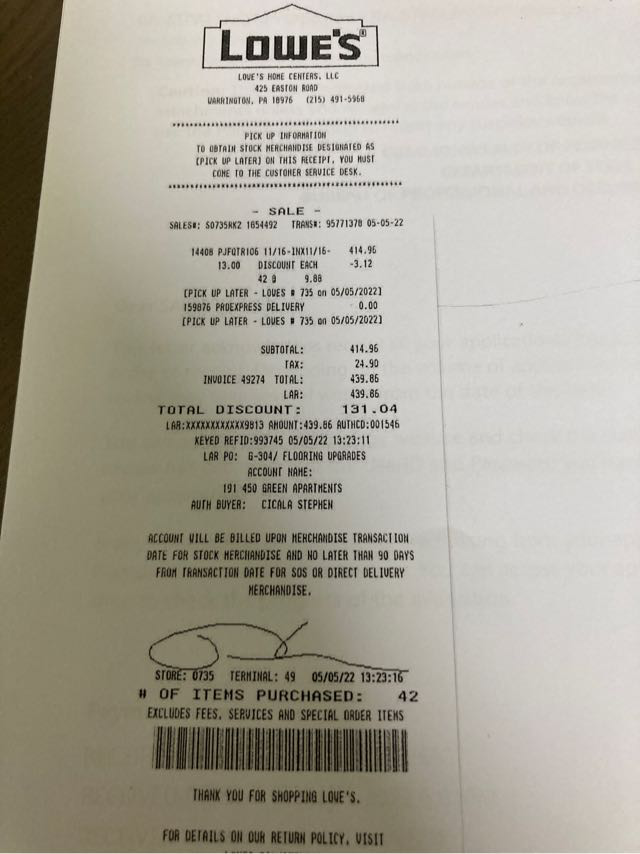 LOWE'S
LOWE'S HOME CENTERS, LLC
425 EASTON ROAD
WARRINGTON, PA 18976 (215) 491-5968
PICK UP INFORMATION
TO OBTAIN STOCK MERCHANDISE DESIGNATED AS
[PICK UP LATER] ON THIS RECEIPT, YOU MUST
COME TO THE CUSTOMER SERVICE DESK.
- SALE -
SALES#: S0735RK2 1854492 TRANS#: 95771378 05-05-22
14408 PJFQTR106 11/16-INX11/16- 414.96
13.00 DISCOUNT EACH -3.12
42 @ 9.88
[PICK UP LATER - LOWES # 735 on 05/05/2022]
159876 PROEXPRESS DELIVERY 0.00
[PICK UP LATER - LOWES # 735 on 05/05/2022]
SUBTOTAL: 414.96
TAX: 24.90
INVOICE 49274 TOTAL: 439.86
LAR: 439.86
TOTAL DISCOUNT: 131.04
LAR:XXXXXXXXXXXX9813 AMOUNT:439.86 AUTHCD:001546
KEYED REFID:993745 05/05/22 13:23:11
LAR PO: G-304/ FLOORING UPGRADES
ACCOUNT NAME:
191 450 GREEN APARTMENTS
AUTH BUYER: CICALA STEPHEN
ACCOUNT WILL BE BILLED UPON MERCHANDISE TRANSACTION
DATE FOR STOCK MERCHANDISE AND NO LATER THAN 90 DAYS
FROM TRANSACTION DATE FOR SOS OR DIRECT DELIVERY
MERCHANDISE.
STORE: 0735 TERMINAL: 49 05/05/22 13:23:16
# OF ITEMS PURCHASED: 42
EXCLUDES FEES, SERVICES AND SPECIAL ORDER ITEMS
THANK YOU FOR SHOPPING LOWE'S.
FOR DETAILS ON OUR RETURN POLICY, VISIT